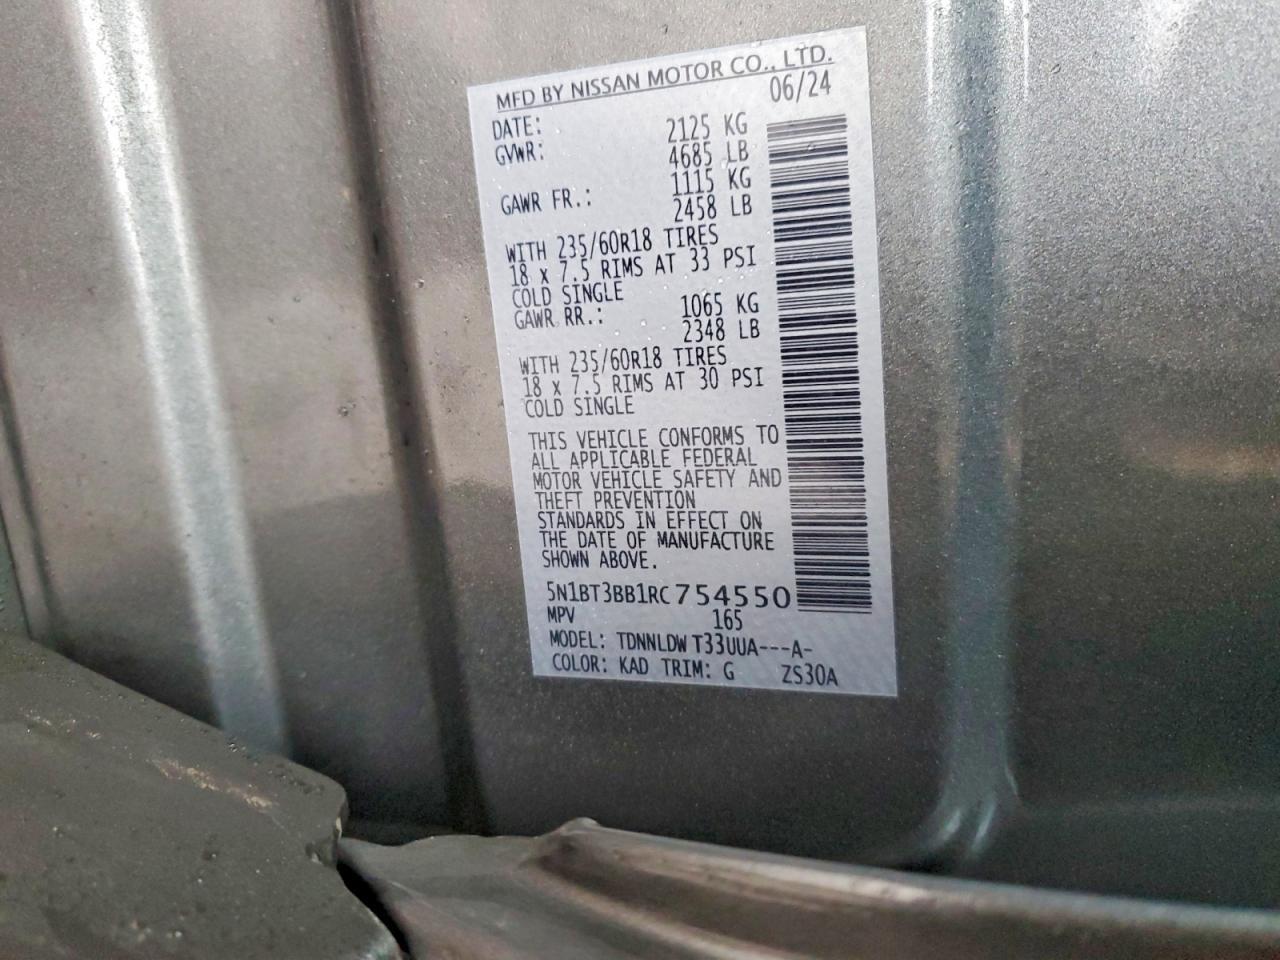 MFD BY NISSAN MOTOR CO., LTD.
DATE: 06/24
GVWR: 2125 KG
4685 LB
GAWR FR.: 1115 KG
2458 LB
WITH 235/60R18 TIRES
18 x 7.5 RIMS AT 33 PSI
COLD SINGLE
GAWR RR.: 1065 KG
2348 LB
WITH 235/60R18 TIRES
18 x 7.5 RIMS AT 30 PSI
COLD SINGLE
THIS VEHICLE CONFORMS TO
ALL APPLICABLE FEDERAL
MOTOR VEHICLE SAFETY AND
THEFT PREVENTION
STANDARDS IN EFFECT ON
THE DATE OF MANUFACTURE
SHOWN ABOVE.
5N1BT3BB1RC754550
MPV 165
MODEL: TDNNLDW T33UUA---A-
COLOR: KAD TRIM: G ZS30A